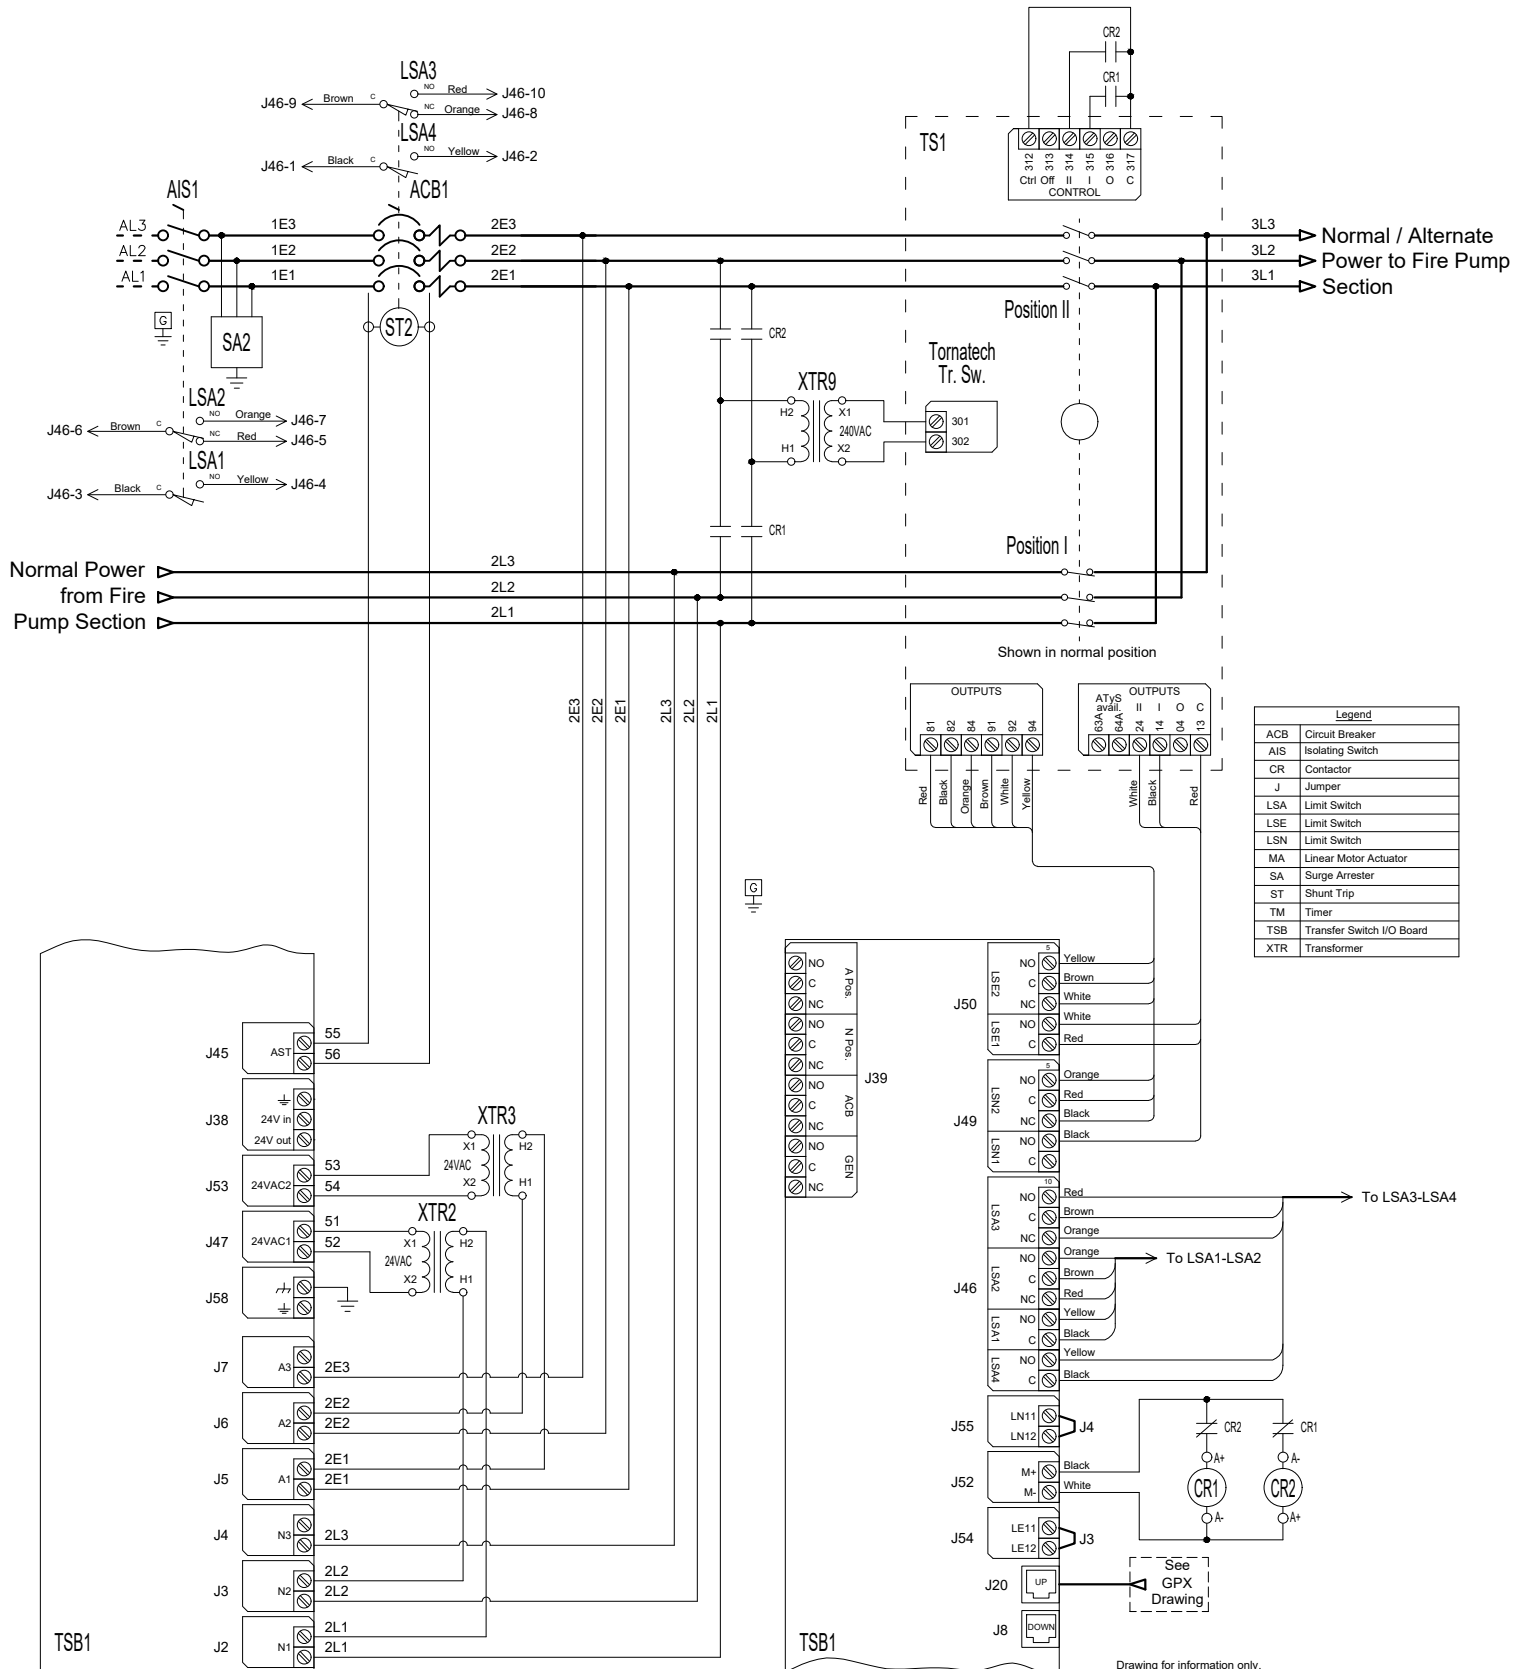 CR2
CR1
LSA3
NO Red J46-10
J46-9 Brown C
NC Orange J46-8
LSA4
NO Yellow J46-2
J46-1 Black C
TS1
312 313 314 315 316 317
Ctrl Off II I O C
CONTROL
AIS1
ACB1
AL3 1E3 2E3 3L3
AL2 1E2 2E2 3L2
AL1 1E1 2E1 3L1
Normal / Alternate
Power to Fire Pump
Section
G
SA2
ST2
CR2
Position II
Tornatech
Tr. Sw.
XTR9
H2 X1
240VAC
H1 X2
301
302
LSA2
NO Orange J46-7
J46-6 Brown C
NC Red J46-5
LSA1
NO Yellow J46-4
J46-3 Black C
CR1
Position I
Normal Power
from Fire
Pump Section
2L3
2L2
2L1
Shown in normal position
2E3 2E2 2E1 2L3 2L2 2L1
OUTPUTS
81 82 84 91 92 94
Red Black Orange Brown White Yellow
OUTPUTS
ATyS
avail. II I O C
63A 64A 24 14 04 13
White Black Red
Legend
ACB Circuit Breaker
AIS Isolating Switch
CR Contactor
J Jumper
LSA Limit Switch
LSE Limit Switch
LSN Limit Switch
MA Linear Motor Actuator
SA Surge Arrester
ST Shunt Trip
TM Timer
TSB Transfer Switch I/O Board
XTR Transformer
G
J45 AST 55
56
J38
24V in
24V out
J53 24VAC2 53
54
XTR3
X1 H2
24VAC
X2 H1
J47 24VAC1 51
52
XTR2
X1 H2
24VAC
X2 H1
J58
J7 A3 2E3
J6 A2 2E2
2E2
J5 A1 2E1
2E1
J4 N3 2L3
J3 N2 2L2
2L2
J2 N1 2L1
2L1
TSB1
J39
NO
C A Pos.
NC
NO
C N Pos.
NC
NO
C ACB
NC
NO
C GEN
NC
J50
5
LSE2
NO Yellow
C Brown
NC White
LSE1
NO White
C Red
J49
5
LSN2
NO Orange
C Red
NC Black
LSN1
NO Black
C
J46
10
LSA3
NO Red
C Brown
NC Orange
To LSA3-LSA4
LSA2
NO Orange
C Brown
NC Red
To LSA1-LSA2
LSA1
NO Yellow
C Black
LSA4
NO Yellow
C Black
J55
LN11
LN12
J4
J52
M+ Black
M- White
CR2 CR1
A+ A-
CR1 CR2
A- A+
J54
LE11
LE12
J3
J20 UP
See
GPX
Drawing
J8 DOWN
TSB1
Drawing for information only.